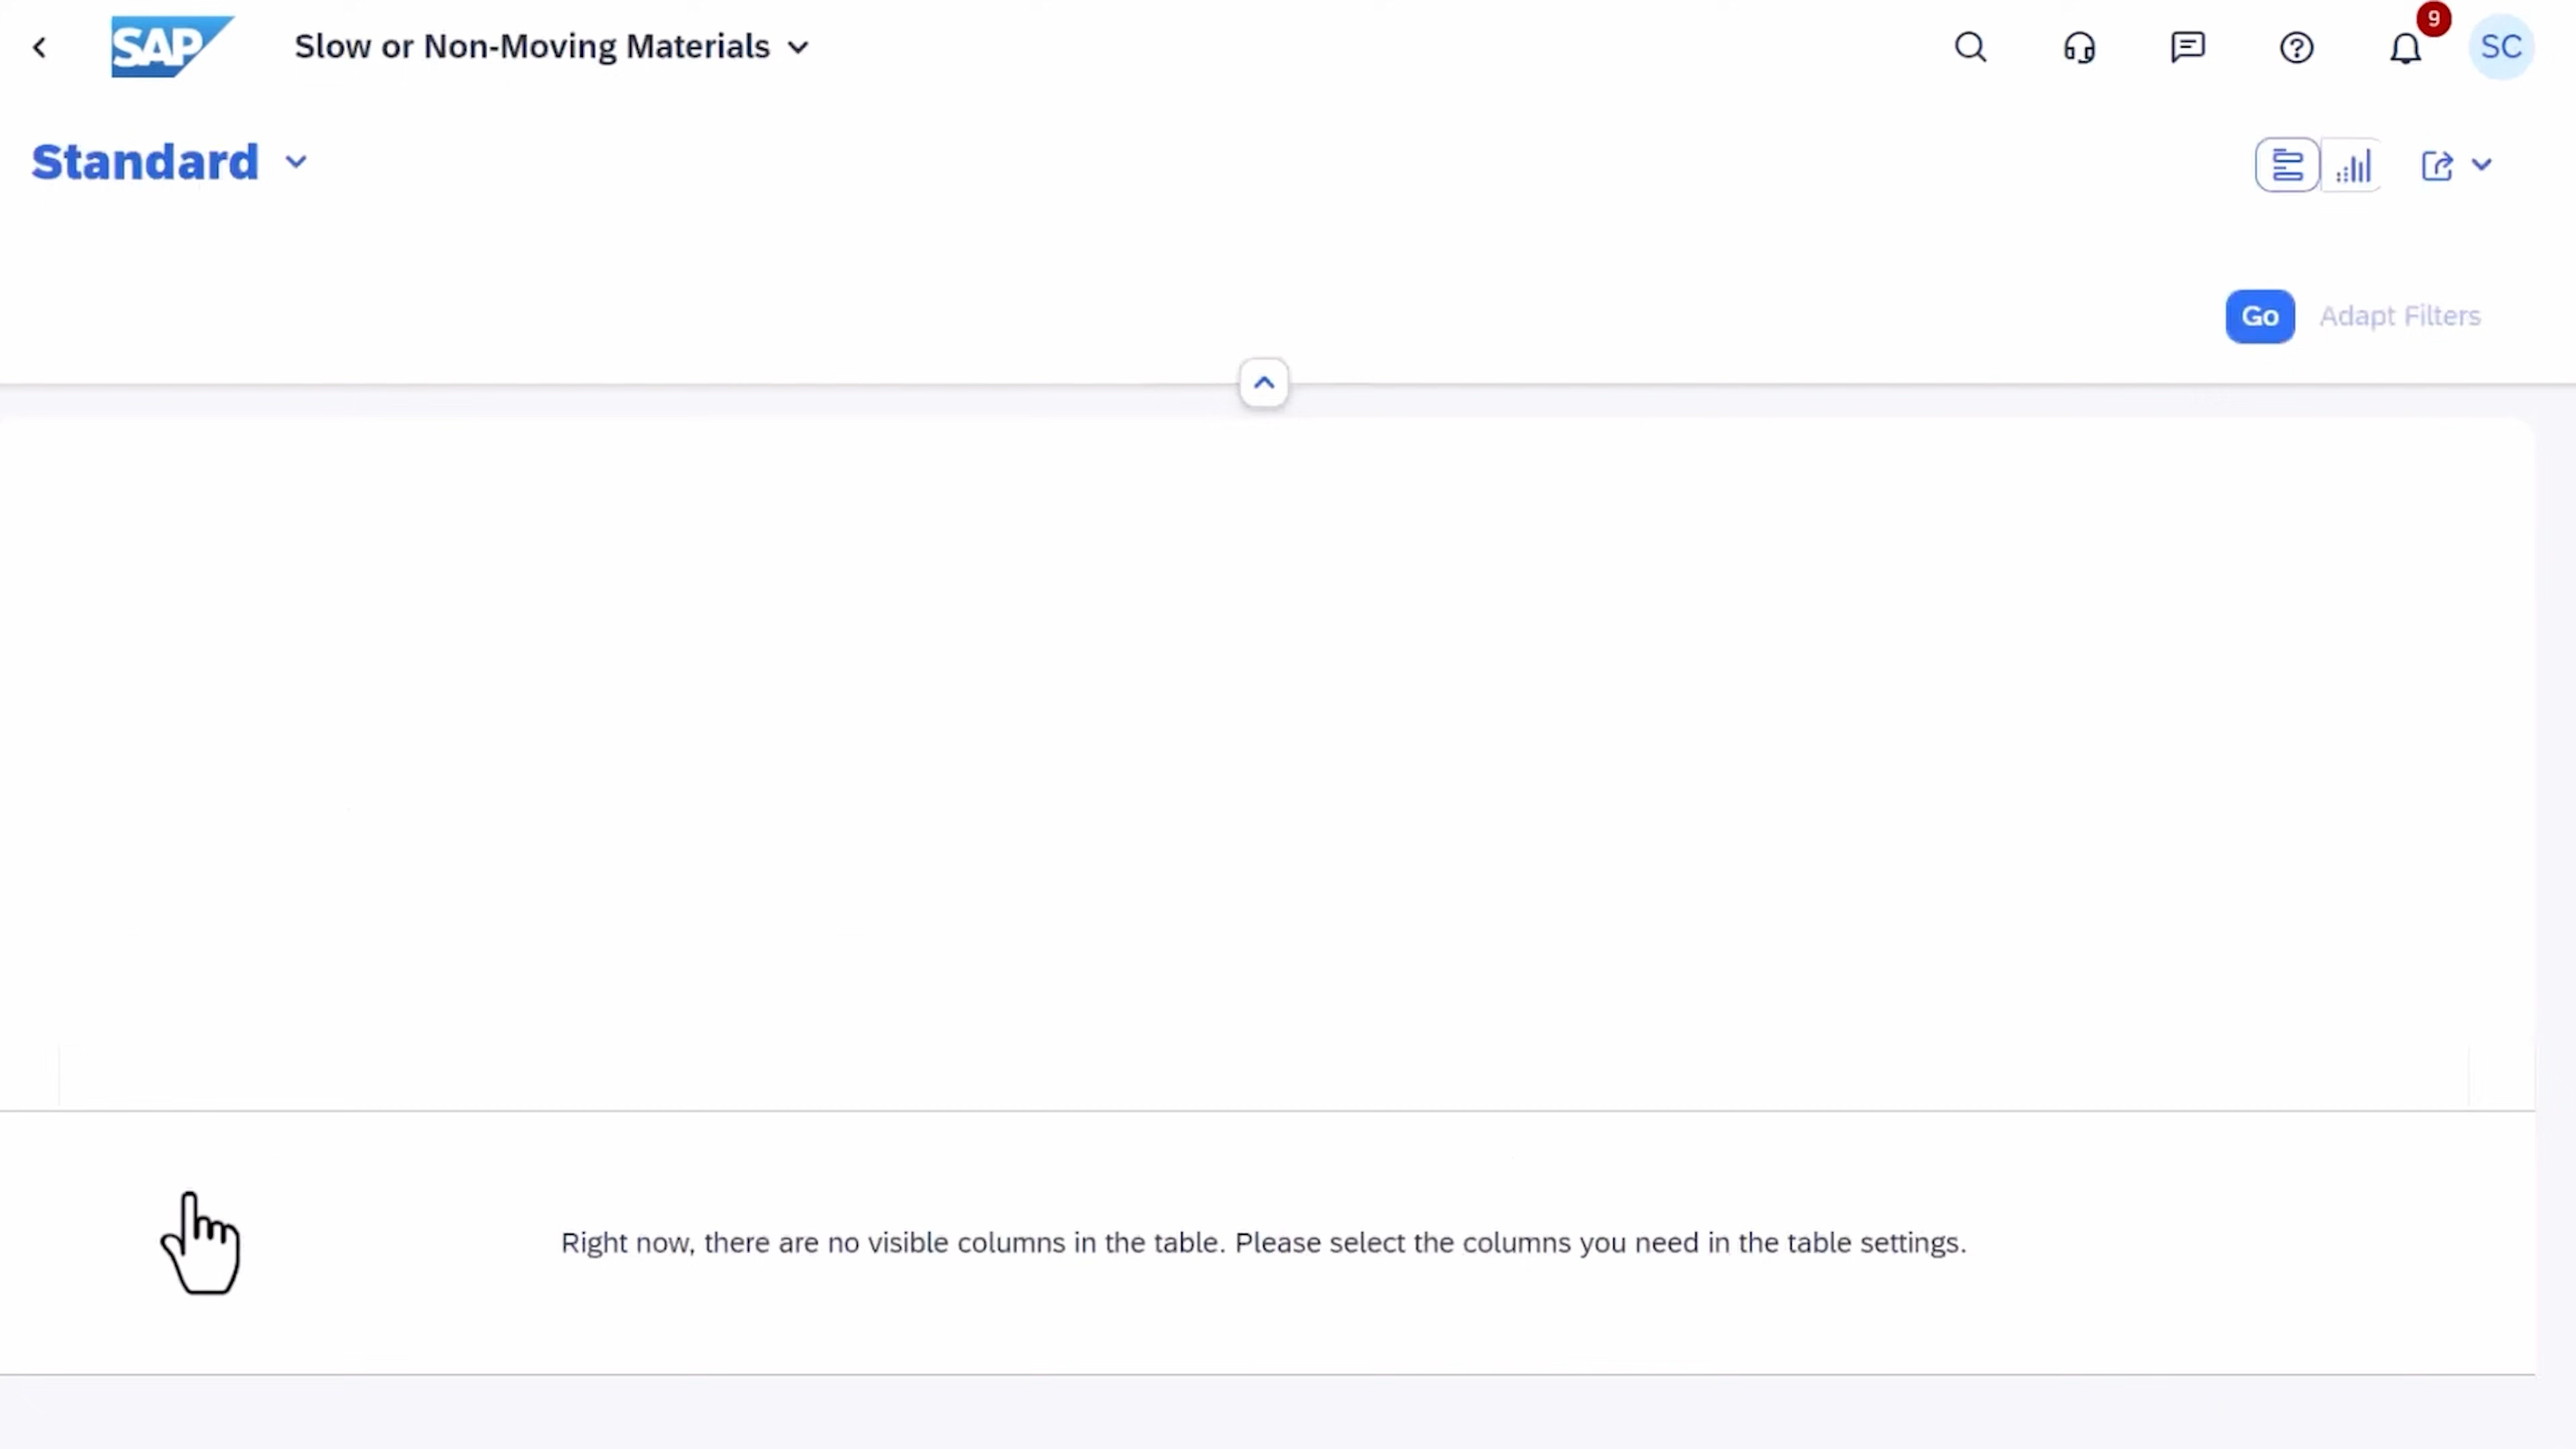 SAP
Slow or Non-Moving Materials
9
SC
Standard
Go
Adapt Filters
Right now, there are no visible columns in the table. Please select the columns you need in the table settings.